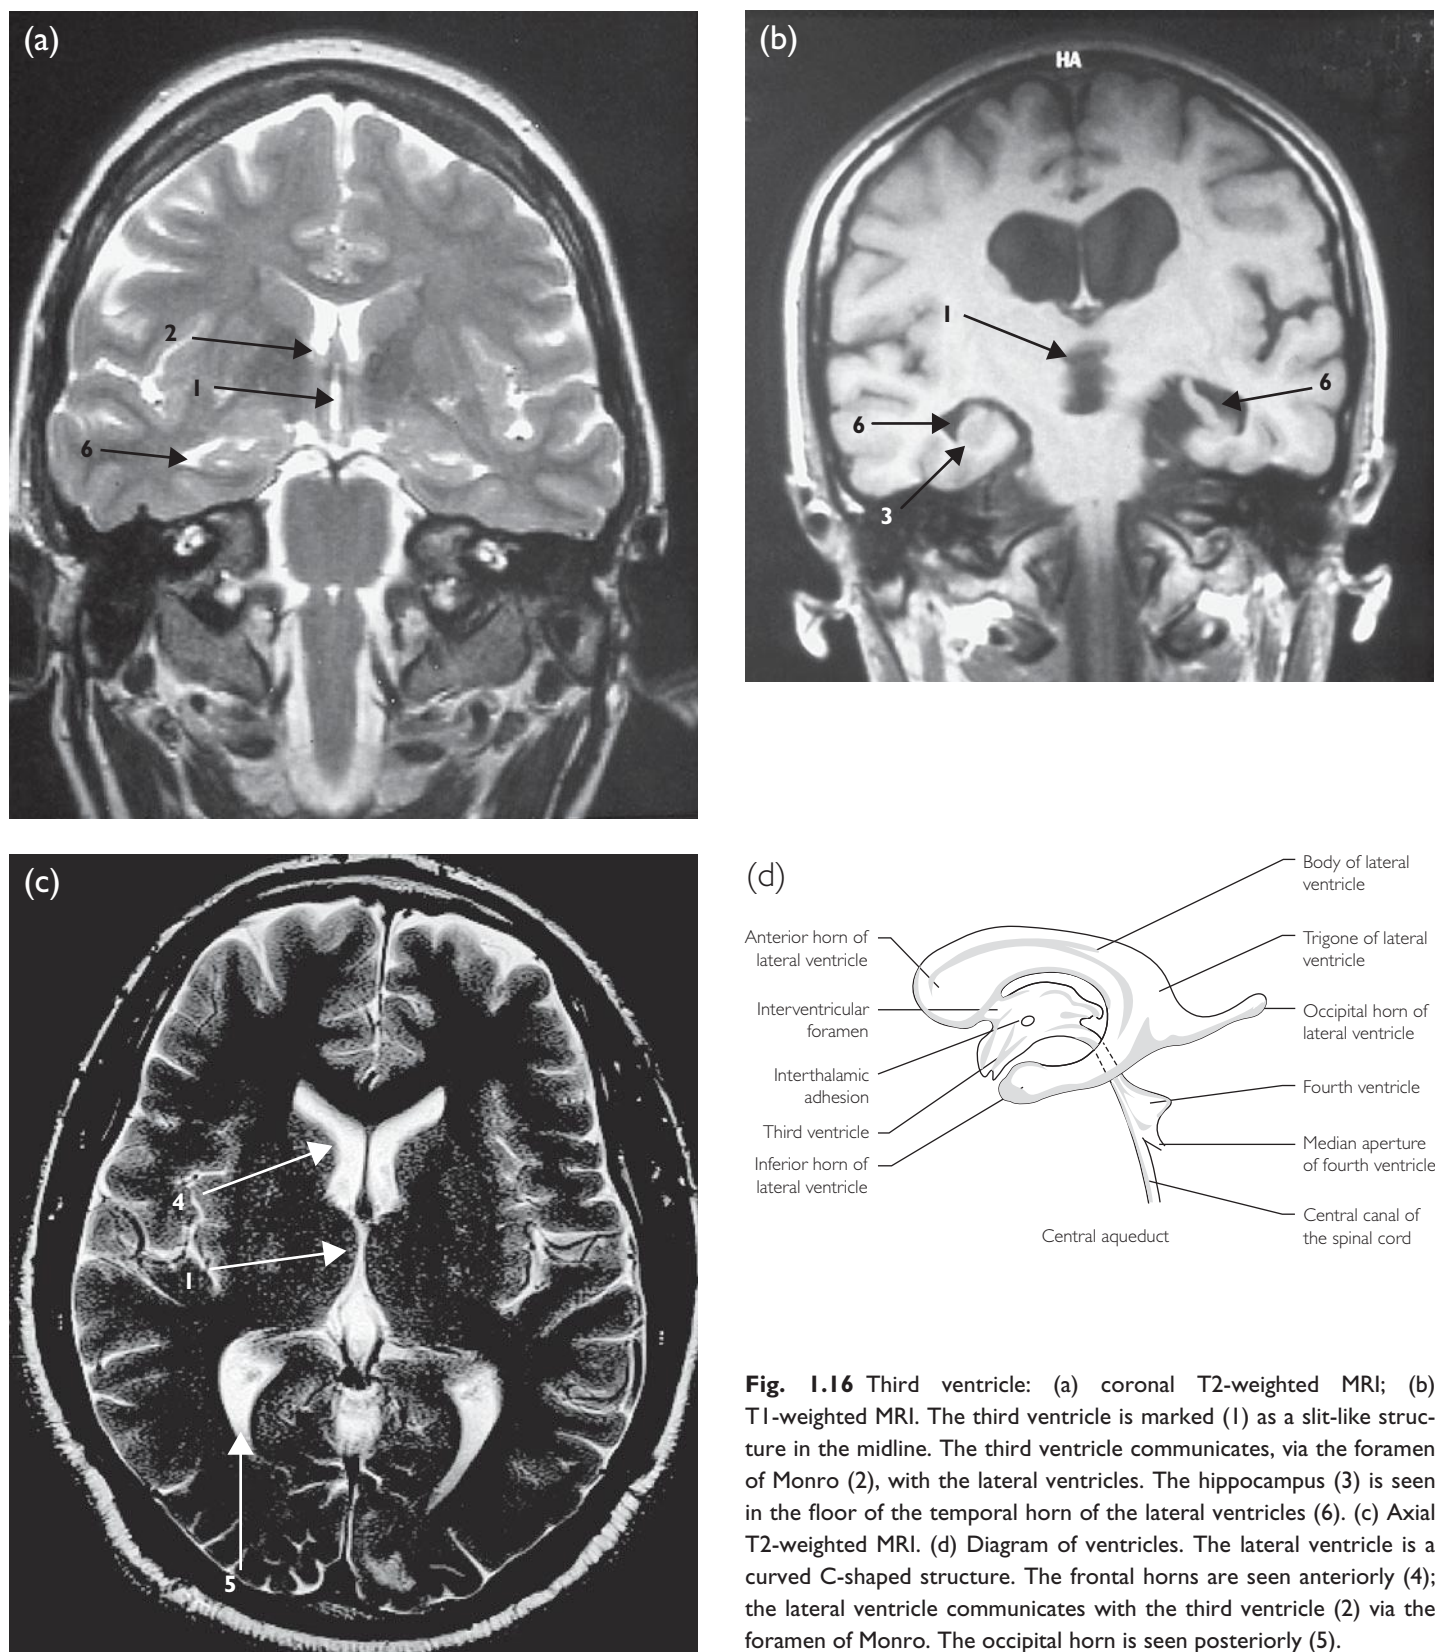 (a)
2
1
6
(b)
HA
1
6
6
3
(c)
4
1
5
(d)
Body of lateral
ventricle
Anterior horn of
lateral ventricle
Trigone of lateral
ventricle
Interventricular
foramen
Occipital horn of
lateral ventricle
Interthalamic
adhesion
Fourth ventricle
Third ventricle
Median aperture
of fourth ventricle
Inferior horn of
lateral ventricle
Central canal of
the spinal cord
Central aqueduct
Fig. 1.16 Third ventricle: (a) coronal T2-weighted MRI; (b)
T1-weighted MRI. The third ventricle is marked (1) as a slit-like struc-
ture in the midline. The third ventricle communicates, via the foramen
of Monro (2), with the lateral ventricles. The hippocampus (3) is seen
in the floor of the temporal horn of the lateral ventricles (6). (c) Axial
T2-weighted MRI. (d) Diagram of ventricles. The lateral ventricle is a
curved C-shaped structure. The frontal horns are seen anteriorly (4);
the lateral ventricle communicates with the third ventricle (2) via the
foramen of Monro. The occipital horn is seen posteriorly (5).